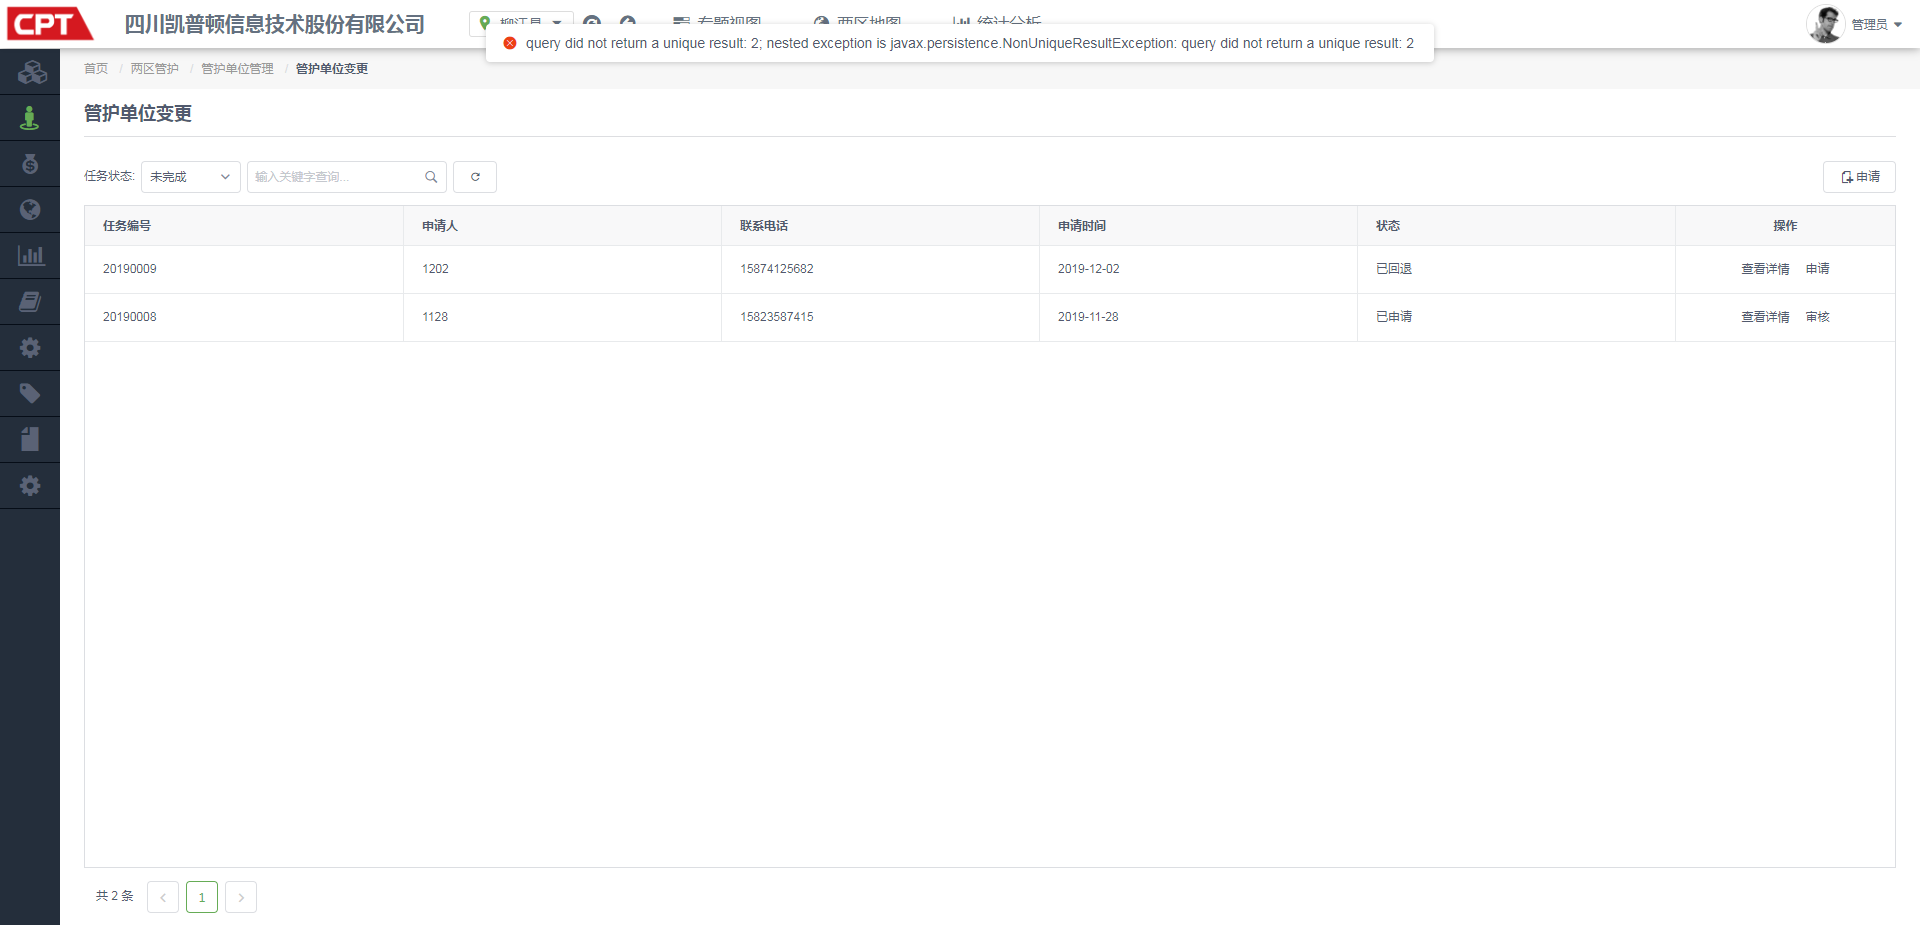 CPT 四川凯普顿信息技术股份有限公司 柳江县 专题视图 两区地图 统计分析 管理员
query did not return a unique result: 2; nested exception is javax.persistence.NonUniqueResultException: query did not return a unique result: 2
首页 / 两区管护 / 管护单位管理 / 管护单位变更
管护单位变更
任务状态: 未完成 输入关键字查询... 申请
任务编号 申请人 联系电话 申请时间 状态 操作
20190009 1202 15874125682 2019-12-02 已回退 查看详情 申请
20190008 1128 15823587415 2019-11-28 已申请 查看详情 审核
共 2 条 1